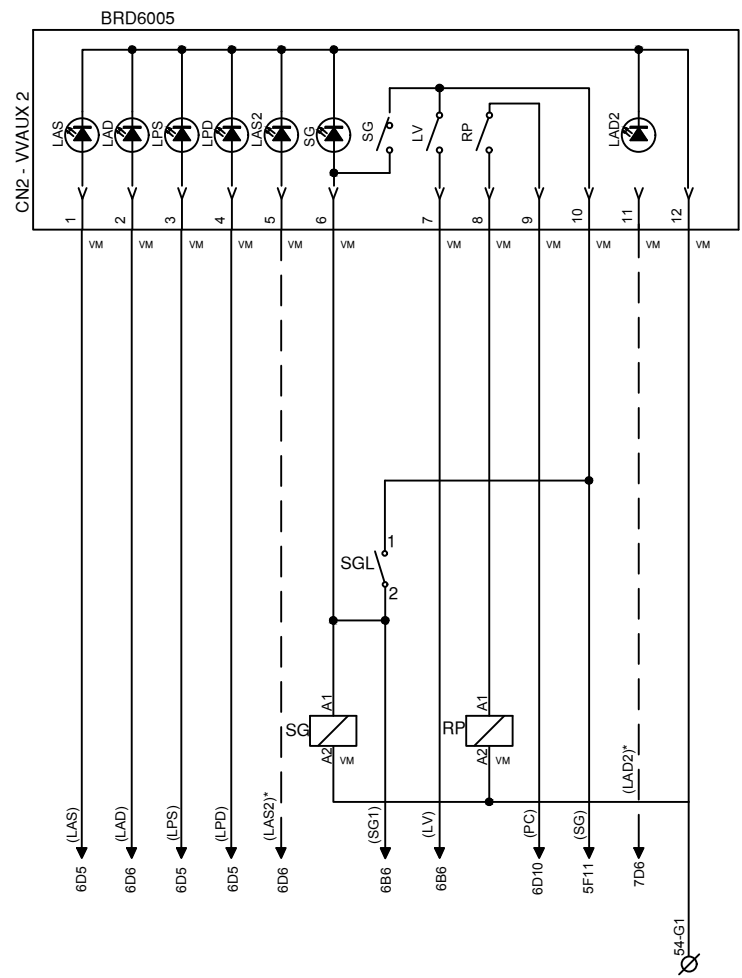 BRD6005
CN2 - VVAUX 2
LAS
LAD
LPS
LPD
LAS2
SG
SG
LV
RP
LAD2
1
2
3
4
5
6
7
8
9
10
11
12
VM
VM
VM
VM
VM
VM
VM
VM
VM
VM
VM
SGL
1
2
SG
A1
A2
VM
RP
A1
A2
VM
(LAS)
(LAD)
(LPS)
(LPD)
(LAS2)*
(SG1)
(LV)
(PC)
(SG)
(LAD2)*
6D5
6D6
6D5
6D5
6D6
6B6
6B6
6D10
5F11
7D6
54-G1